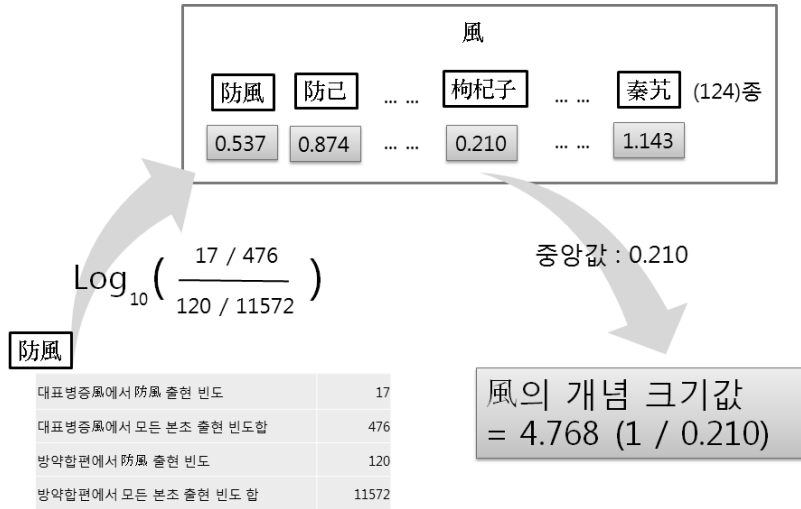 風
防風 防己 ... ... 枸杞子 ... ... 秦艽 (124)종
0.537 0.874 ... ... 0.210 ... ... 1.143
Log10( 17 / 476
120 / 11572 )
중앙값 : 0.210
防風
대표병증風에서 防風 출현 빈도 17
대표병증風에서 모든 본초 출현 빈도합 476
방약합편에서 防風 출현 빈도 120
방약합편에서 모든 본초 출현 빈도 합 11572
風의 개념 크기값
= 4.768 (1 / 0.210)